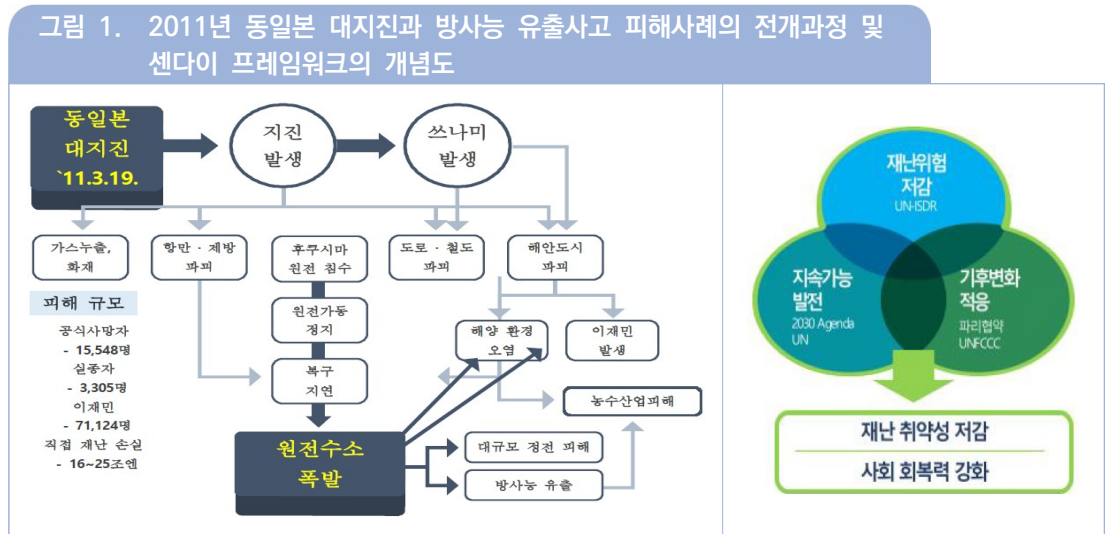 그림 1. 2011년 동일본 대지진과 방사능 유출사고 피해사례의 전개과정 및
센다이 프레임워크의 개념도
동일본
대지진
`11.3.19.
지진
발생
쓰나미
발생
가스누출,
화재
항만·제방
파괴
후쿠시마
원전 침수
도로·철도
파괴
해안도시
파괴
피해 규모
공식사망자
- 15,548명
실종자
- 3,305명
이재민
- 71,124명
직접 재난 손실
- 16~25조엔
원전가동
정지
복구
지연
해양 환경
오염
이재민
발생
농수산업피해
원전수소
폭발
대규모 정전 피해
방사능 유출
재난위험
저감
UN-ISDR
지속가능
발전
2030 Agenda
UN
기후변화
적응
파리협약
UNFCCC
재난 취약성 저감
사회 회복력 강화